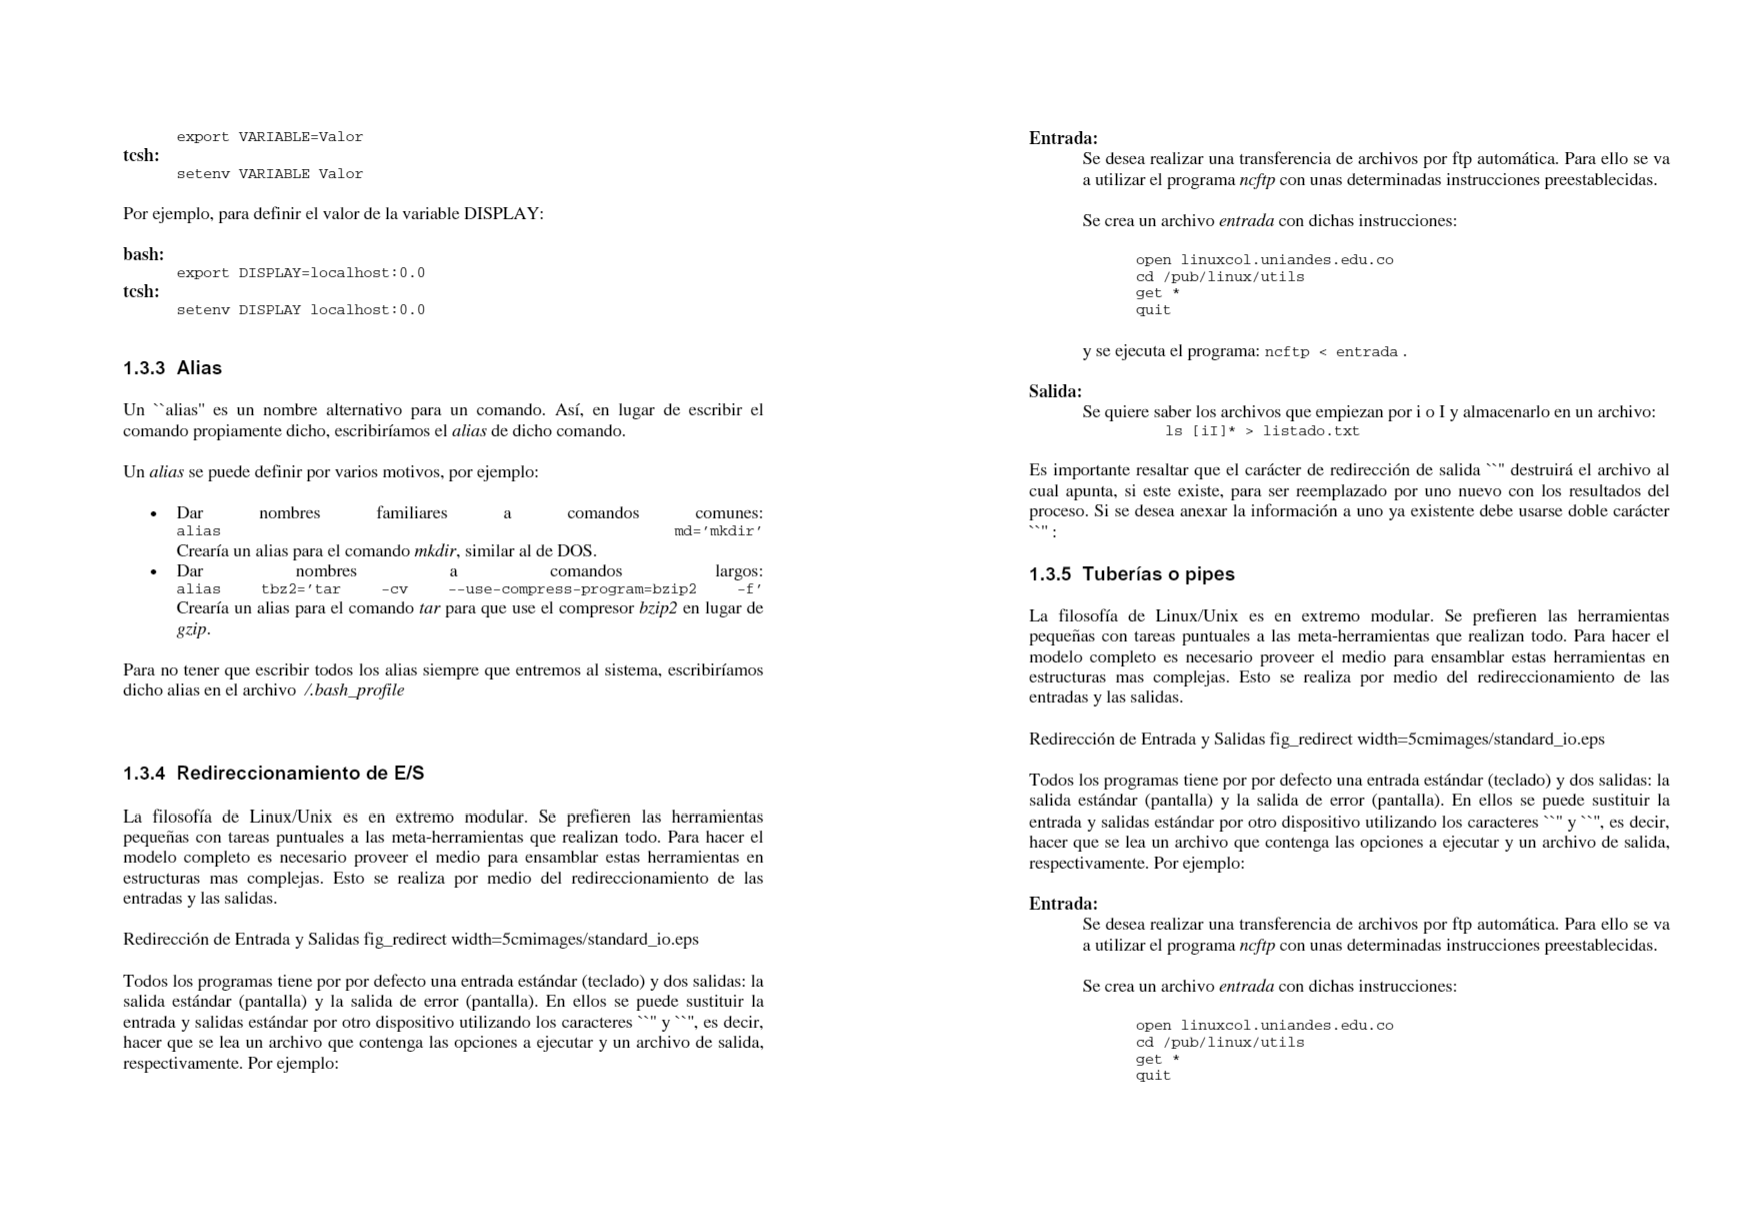 export VARIABLE=Valor
tcsh:
setenv VARIABLE Valor
Por ejemplo, para definir el valor de la variable DISPLAY:
bash:
export DISPLAY=localhost:0.0
tcsh:
setenv DISPLAY localhost:0.0
1.3.3 Alias
Un ``alias" es un nombre alternativo para un comando. Así, en lugar de escribir el
comando propiamente dicho, escribiríamos el alias de dicho comando.
Un alias se puede definir por varios motivos, por ejemplo:
• Dar nombres familiares a comandos comunes:
alias md='mkdir'
Crearía un alias para el comando mkdir, similar al de DOS.
• Dar nombres a comandos largos:
alias tbz2='tar -cv --use-compress-program=bzip2 -f'
Crearía un alias para el comando tar para que use el compresor bzip2 en lugar de
gzip.
Para no tener que escribir todos los alias siempre que entremos al sistema, escribiríamos
dicho alias en el archivo /.bash_profile
1.3.4 Redireccionamiento de E/S
La filosofía de Linux/Unix es en extremo modular. Se prefieren las herramientas
pequeñas con tareas puntuales a las meta-herramientas que realizan todo. Para hacer el
modelo completo es necesario proveer el medio para ensamblar estas herramientas en
estructuras mas complejas. Esto se realiza por medio del redireccionamiento de las
entradas y las salidas.
Redirección de Entrada y Salidas fig_redirect width=5cmimages/standard_io.eps
Todos los programas tiene por por defecto una entrada estándar (teclado) y dos salidas: la
salida estándar (pantalla) y la salida de error (pantalla). En ellos se puede sustituir la
entrada y salidas estándar por otro dispositivo utilizando los caracteres ``" y ``", es decir,
hacer que se lea un archivo que contenga las opciones a ejecutar y un archivo de salida,
respectivamente. Por ejemplo:
Entrada:
Se desea realizar una transferencia de archivos por ftp automática. Para ello se va
a utilizar el programa ncftp con unas determinadas instrucciones preestablecidas.
Se crea un archivo entrada con dichas instrucciones:
open linuxcol.uniandes.edu.co
cd /pub/linux/utils
get *
quit
y se ejecuta el programa: ncftp < entrada .
Salida:
Se quiere saber los archivos que empiezan por i o I y almacenarlo en un archivo:
ls [iI]* > listado.txt
Es importante resaltar que el carácter de redirección de salida ``" destruirá el archivo al
cual apunta, si este existe, para ser reemplazado por uno nuevo con los resultados del
proceso. Si se desea anexar la información a uno ya existente debe usarse doble carácter
``" :
1.3.5 Tuberías o pipes
La filosofía de Linux/Unix es en extremo modular. Se prefieren las herramientas
pequeñas con tareas puntuales a las meta-herramientas que realizan todo. Para hacer el
modelo completo es necesario proveer el medio para ensamblar estas herramientas en
estructuras mas complejas. Esto se realiza por medio del redireccionamiento de las
entradas y las salidas.
Redirección de Entrada y Salidas fig_redirect width=5cmimages/standard_io.eps
Todos los programas tiene por por defecto una entrada estándar (teclado) y dos salidas: la
salida estándar (pantalla) y la salida de error (pantalla). En ellos se puede sustituir la
entrada y salidas estándar por otro dispositivo utilizando los caracteres ``" y ``", es decir,
hacer que se lea un archivo que contenga las opciones a ejecutar y un archivo de salida,
respectivamente. Por ejemplo:
Entrada:
Se desea realizar una transferencia de archivos por ftp automática. Para ello se va
a utilizar el programa ncftp con unas determinadas instrucciones preestablecidas.
Se crea un archivo entrada con dichas instrucciones:
open linuxcol.uniandes.edu.co
cd /pub/linux/utils
get *
quit